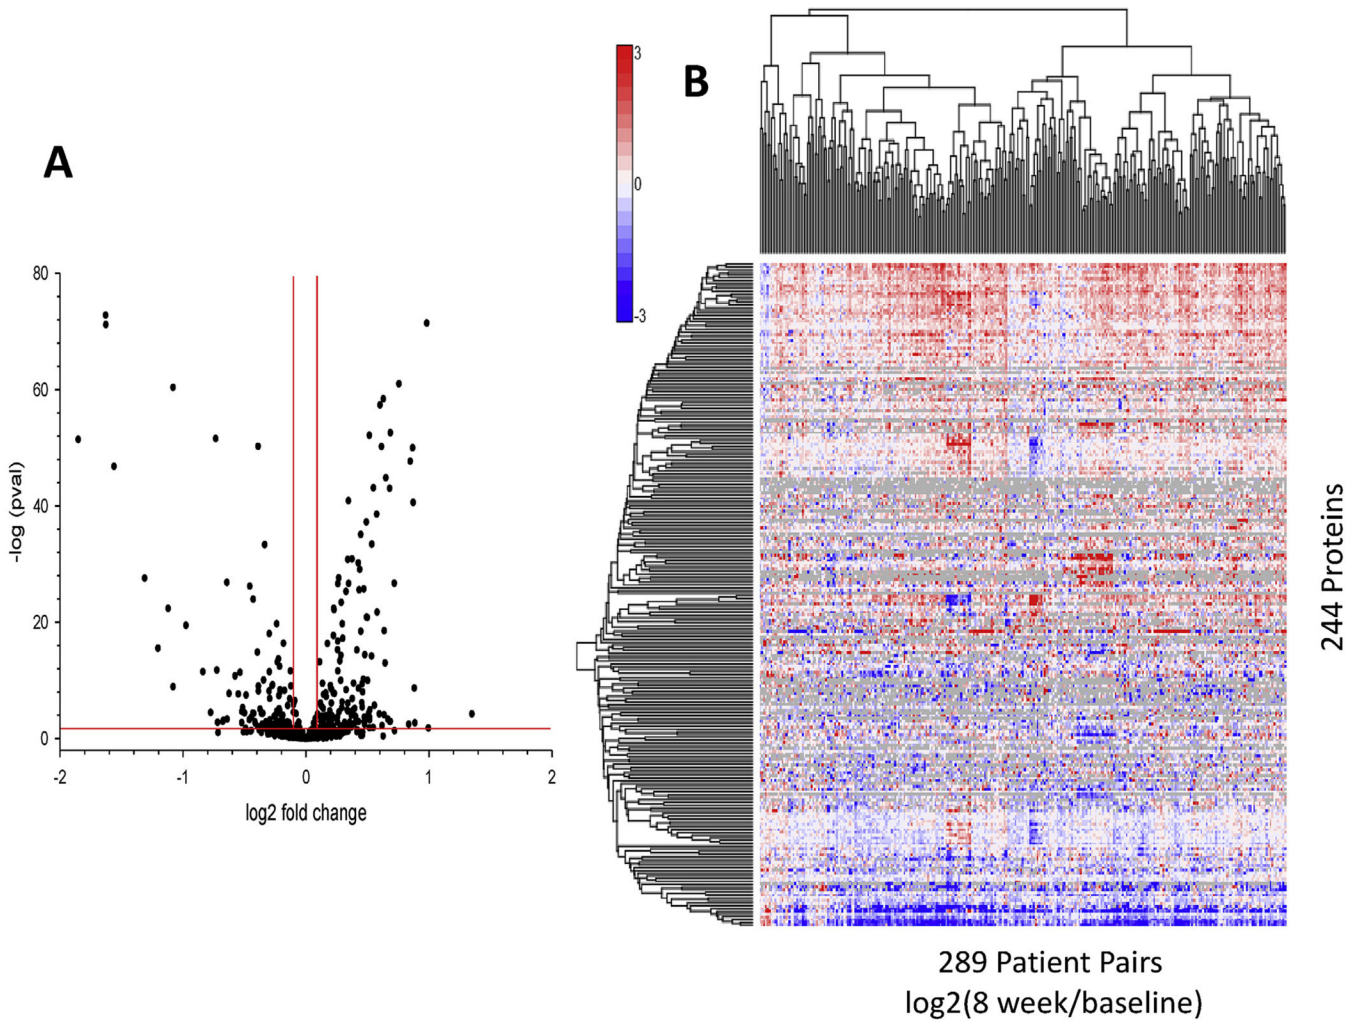 A
80
60
40
20
0
-log (pval)
-2
-1
0
1
2
log2 fold change
3
0
-3
B
244 Proteins
289 Patient Pairs
log2(8 week/baseline)